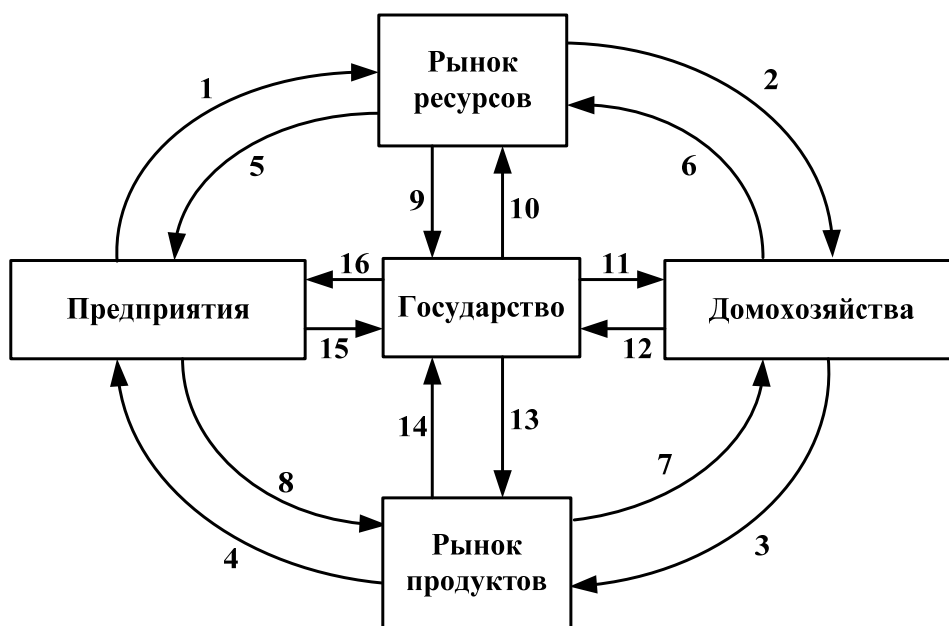 Рынок
ресурсов
1
2
5
6
9
10
16
11
Предприятия
Государство
Домохозяйства
15
12
14
13
8
7
4
3
Рынок
продуктов